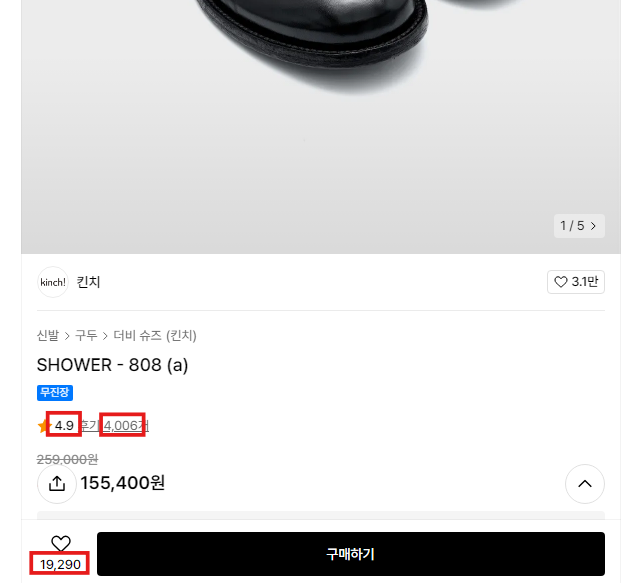 1 / 5 >
kinch! 킨치
3.1만
신발 > 구두 > 더비 슈즈 (킨치)
SHOWER - 808 (a)
무진장
4.9 후기 4,006개
259,000원
155,400원
19,290
구매하기